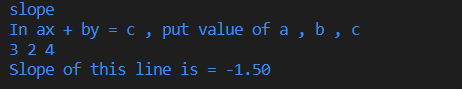 slope
In ax + by = c , put value of a , b , c
3 2 4
Slope of this line is = -1.50